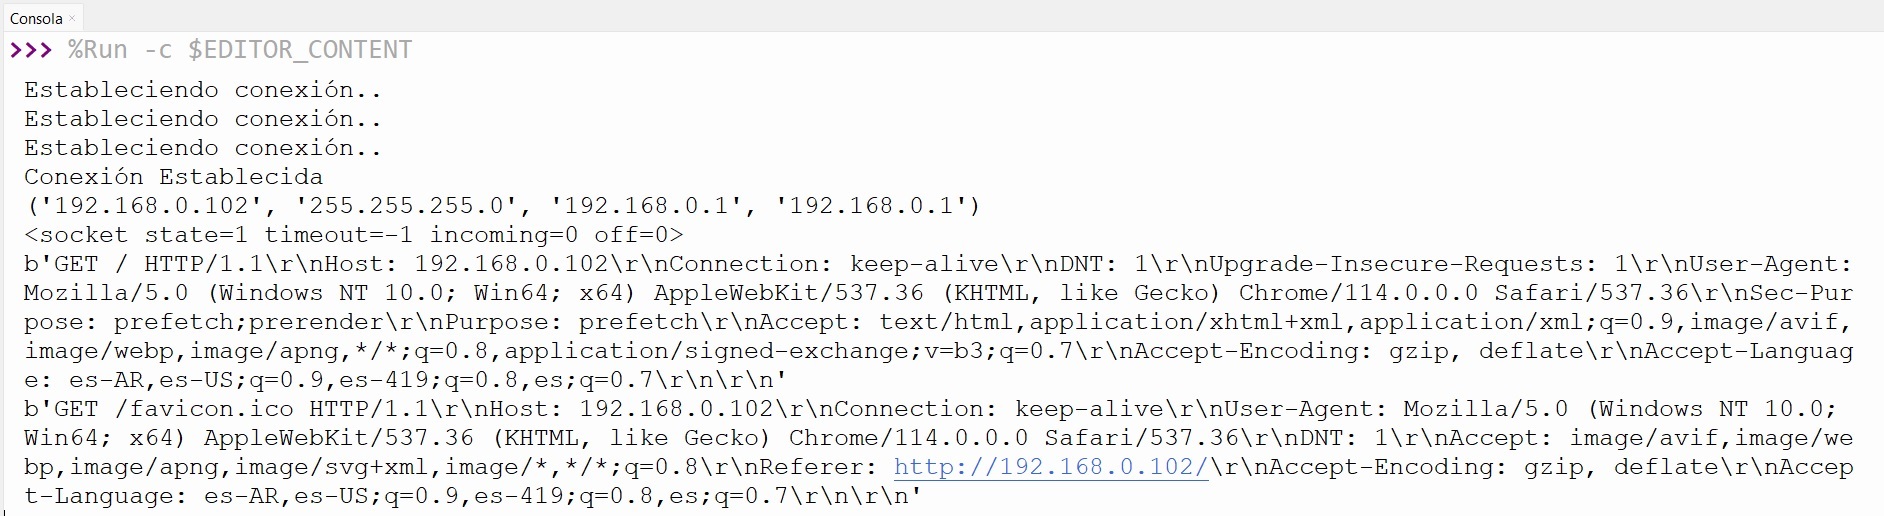 Consola ×
>>> %Run -c $EDITOR_CONTENT
Estableciendo conexión..
Estableciendo conexión..
Estableciendo conexión..
Conexión Establecida
('192.168.0.102', '255.255.255.0', '192.168.0.1', '192.168.0.1')
<socket state=1 timeout=-1 incoming=0 off=0>
b'GET / HTTP/1.1\r\nHost: 192.168.0.102\r\nConnection: keep-alive\r\nDNT: 1\r\nUpgrade-Insecure-Requests: 1\r\nUser-Agent:
Mozilla/5.0 (Windows NT 10.0; Win64; x64) AppleWebKit/537.36 (KHTML, like Gecko) Chrome/114.0.0.0 Safari/537.36\r\nSec-Pur
pose: prefetch;prerender\r\nPurpose: prefetch\r\nAccept: text/html,application/xhtml+xml,application/xml;q=0.9,image/avif,
image/webp,image/apng,*/*;q=0.8,application/signed-exchange;v=b3;q=0.7\r\nAccept-Encoding: gzip, deflate\r\nAccept-Languag
e: es-AR,es-US;q=0.9,es-419;q=0.8,es;q=0.7\r\n\r\n'
b'GET /favicon.ico HTTP/1.1\r\nHost: 192.168.0.102\r\nConnection: keep-alive\r\nUser-Agent: Mozilla/5.0 (Windows NT 10.0;
Win64; x64) AppleWebKit/537.36 (KHTML, like Gecko) Chrome/114.0.0.0 Safari/537.36\r\nDNT: 1\r\nAccept: image/avif,image/we
bp,image/apng,image/svg+xml,image/*,*/*;q=0.8\r\nReferer: http://192.168.0.102/\r\nAccept-Encoding: gzip, deflate\r\nAccep
t-Language: es-AR,es-US;q=0.9,es-419;q=0.8,es;q=0.7\r\n\r\n'